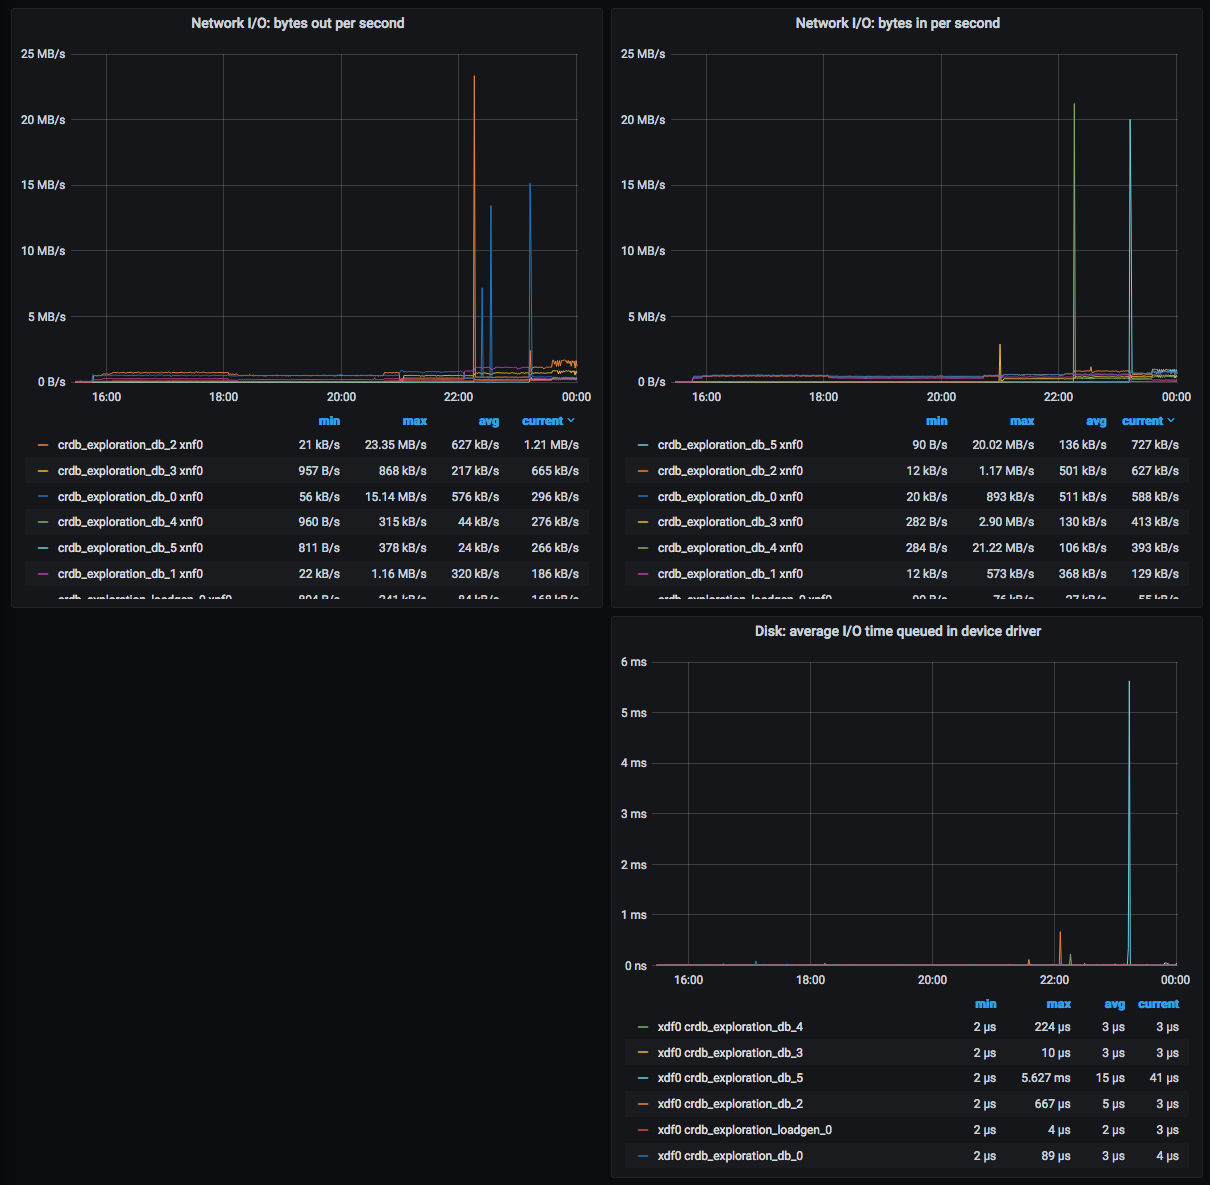 Network I/O: bytes out per second
25 MB/s
20 MB/s
15 MB/s
10 MB/s
5 MB/s
0 B/s
16:00 18:00 20:00 22:00 00:00
min max avg current
crdb_exploration_db_2 xnf0 21 kB/s 23.35 MB/s 627 kB/s 1.21 MB/s
crdb_exploration_db_3 xnf0 957 B/s 868 kB/s 217 kB/s 665 kB/s
crdb_exploration_db_0 xnf0 56 kB/s 15.14 MB/s 576 kB/s 296 kB/s
crdb_exploration_db_4 xnf0 960 B/s 315 kB/s 44 kB/s 276 kB/s
crdb_exploration_db_5 xnf0 811 B/s 378 kB/s 24 kB/s 266 kB/s
crdb_exploration_db_1 xnf0 22 kB/s 1.16 MB/s 320 kB/s 186 kB/s
crdb_exploration_loadgen_0 xnf0
Network I/O: bytes in per second
25 MB/s
20 MB/s
15 MB/s
10 MB/s
5 MB/s
0 B/s
16:00 18:00 20:00 22:00 00:00
min max avg current
crdb_exploration_db_5 xnf0 90 B/s 20.02 MB/s 136 kB/s 727 kB/s
crdb_exploration_db_2 xnf0 12 kB/s 1.17 MB/s 501 kB/s 627 kB/s
crdb_exploration_db_0 xnf0 20 kB/s 893 kB/s 511 kB/s 588 kB/s
crdb_exploration_db_3 xnf0 282 B/s 2.90 MB/s 130 kB/s 413 kB/s
crdb_exploration_db_4 xnf0 284 B/s 21.22 MB/s 106 kB/s 393 kB/s
crdb_exploration_db_1 xnf0 12 kB/s 573 kB/s 368 kB/s 129 kB/s
crdb_exploration_loadgen_0 xnf0
Disk: average I/O time queued in device driver
6 ms
5 ms
4 ms
3 ms
2 ms
1 ms
0 ns
16:00 18:00 20:00 22:00 00:00
min max avg current
xdf0 crdb_exploration_db_4 2 µs 224 µs 3 µs 3 µs
xdf0 crdb_exploration_db_3 2 µs 10 µs 3 µs 3 µs
xdf0 crdb_exploration_db_5 2 µs 5.627 ms 15 µs 41 µs
xdf0 crdb_exploration_db_2 2 µs 667 µs 5 µs 3 µs
xdf0 crdb_exploration_loadgen_0 2 µs 4 µs 2 µs 3 µs
xdf0 crdb_exploration_db_0 2 µs 89 µs 3 µs 4 µs